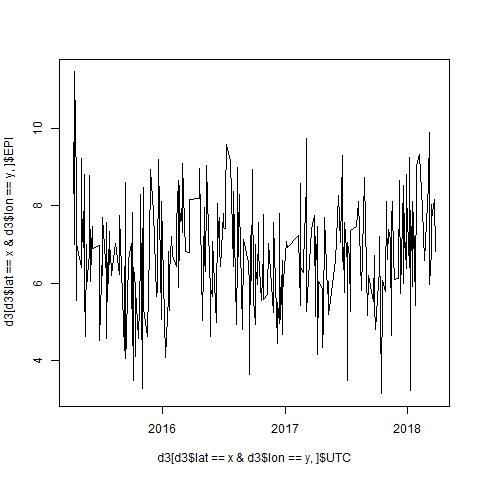 10
8
6
4
d3[d3$lat == x & d3$lon == y, ]$EPI
2016 2017 2018
d3[d3$lat == x & d3$lon == y, ]$UTC